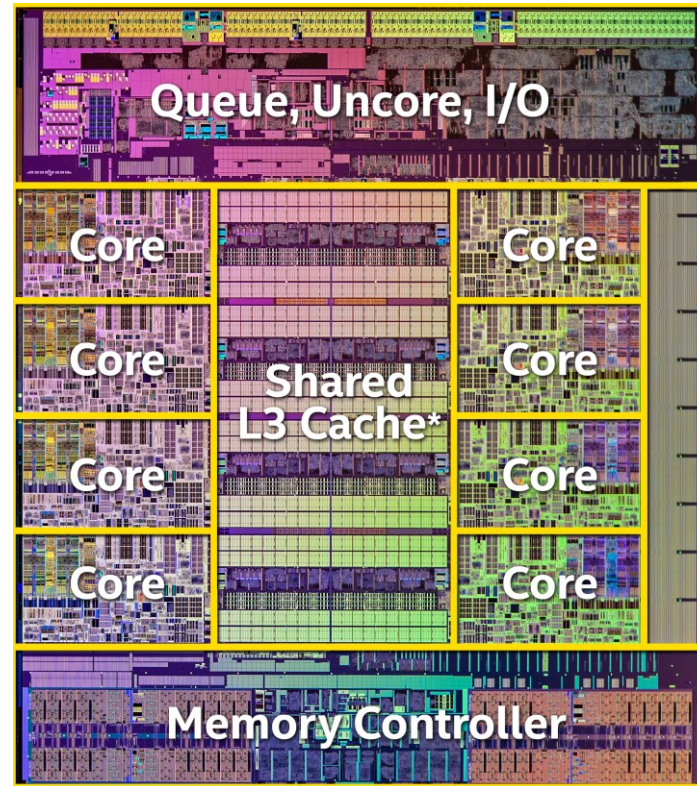 Queue, Uncore, I/O
Core
Core
Core
Core
Shared
L3 Cache*
Core
Core
Core
Core
Memory Controller